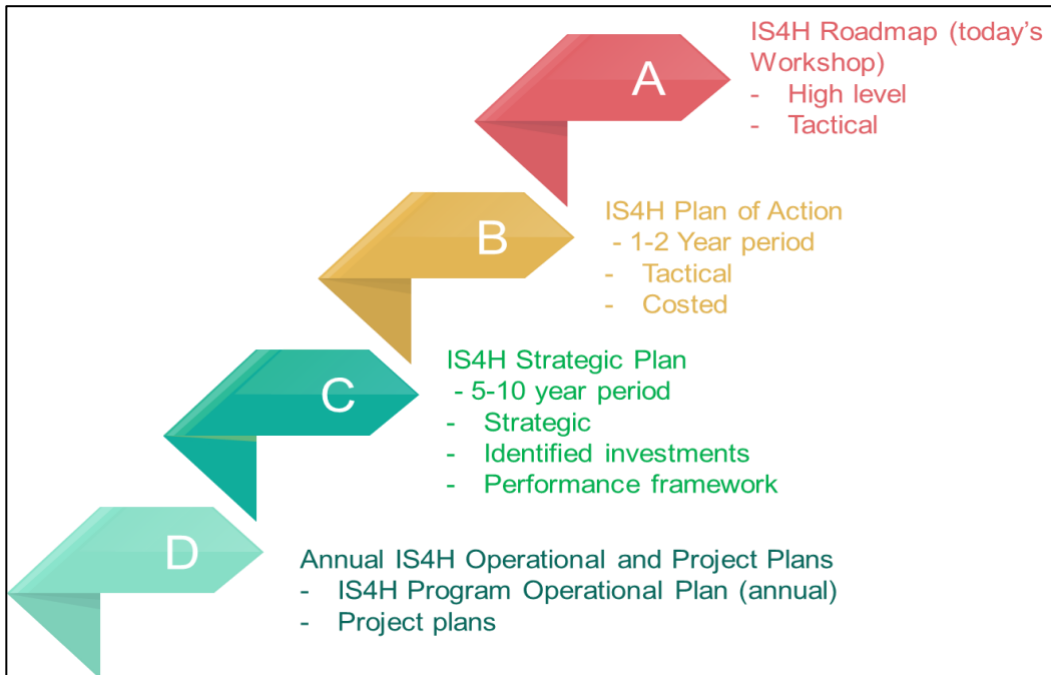 A
IS4H Roadmap (today's
Workshop)
- High level
- Tactical
B
IS4H Plan of Action
- 1-2 Year period
- Tactical
- Costed
C
IS4H Strategic Plan
- 5-10 year period
- Strategic
- Identified investments
- Performance framework
D
Annual IS4H Operational and Project Plans
- IS4H Program Operational Plan (annual)
- Project plans